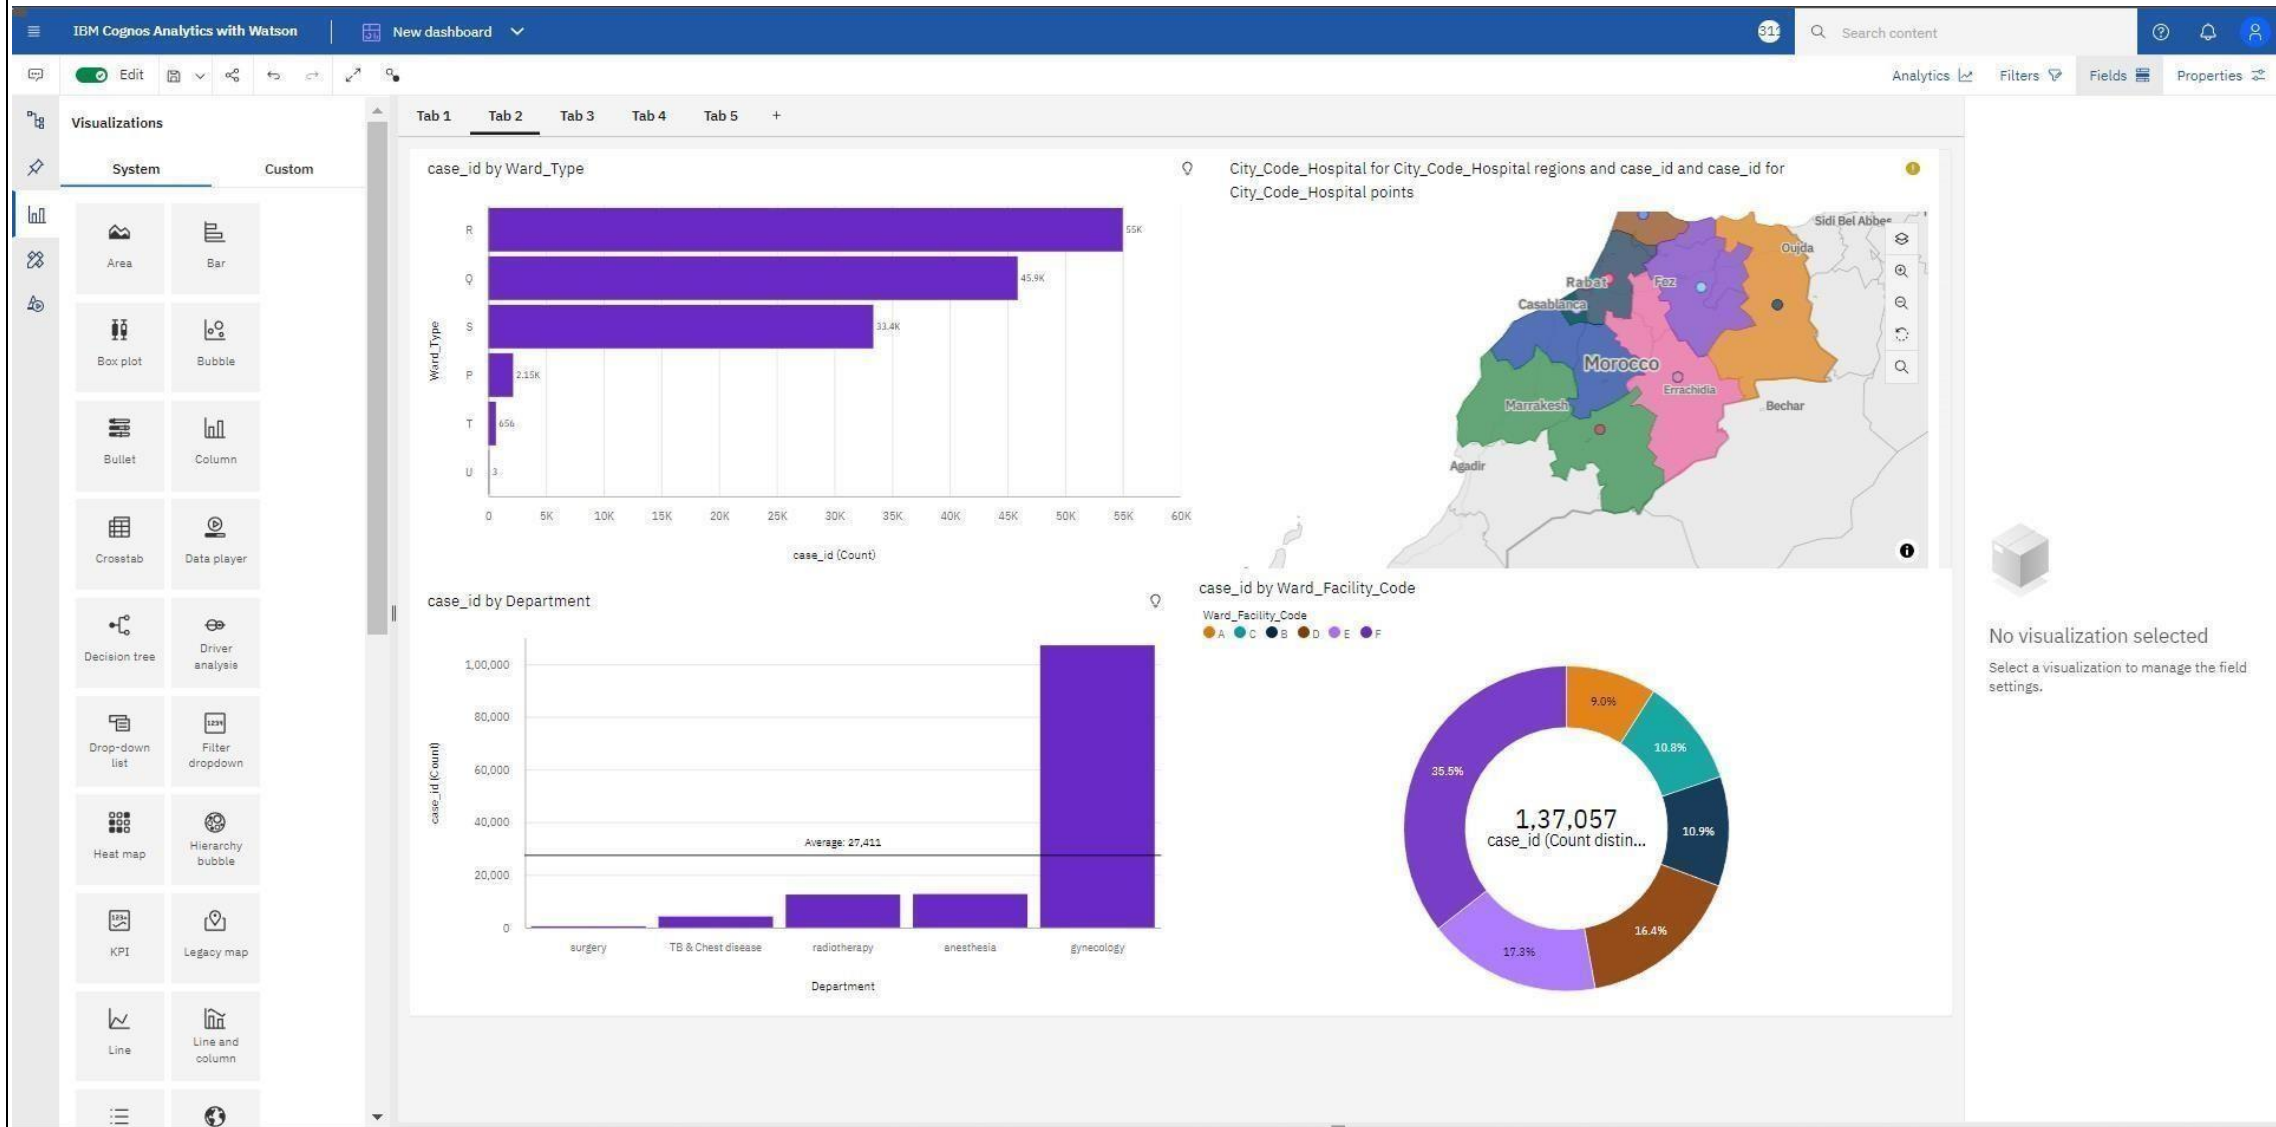 IBM Cognos Analytics with Watson
New dashboard
311
Search content
Edit
Analytics
Filters
Fields
Properties
Visualizations
System
Custom
Area
Bar
Box plot
Bubble
Bullet
Column
Crosstab
Data player
Decision tree
Driver
analysis
Drop-down
list
1234
Filter
dropdown
Heat map
Hierarchy
bubble
KPI
Legacy map
Line
Line and
column
Tab 1
Tab 2
Tab 3
Tab 4
Tab 5
+
case_id by Ward_Type
Ward_Type
R
55K
Q
45.9K
S
33.4K
P
2.15K
T
656
U
3
0
5K
10K
15K
20K
25K
30K
35K
40K
45K
50K
55K
60K
case_id (Count)
City_Code_Hospital for City_Code_Hospital regions and case_id and case_id for
City_Code_Hospital points
Sidi Bel Abbes
Oujda
Rabat
Fez
Casablanca
Morocco
Errachidia
Marrakesh
Bechar
Agadir
case_id by Department
case_id (Count)
1,00,000
80,000
60,000
40,000
20,000
0
Average: 27,411
surgery
TB & Chest disease
radiotherapy
anesthesia
gynecology
Department
case_id by Ward_Facility_Code
Ward_Facility_Code
A
C
B
D
E
F
9.0%
10.8%
10.9%
16.4%
17.3%
35.5%
1,37,057
case_id (Count distin...
No visualization selected
Select a visualization to manage the field
settings.